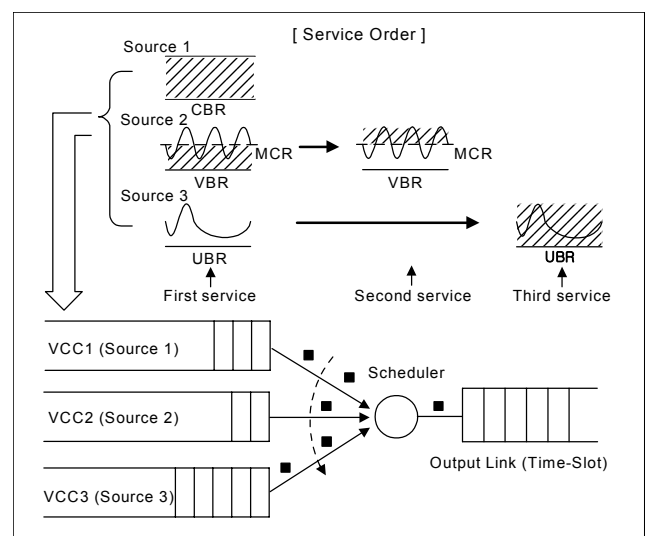 [ Service Order ]
Source 1
CBR
Source 2
MCR
VBR
MCR
VBR
Source 3
UBR
UBR
First service
Second service
Third service
VCC1 (Source 1)
Scheduler
VCC2 (Source 2)
Output Link (Time-Slot)
VCC3 (Source 3)